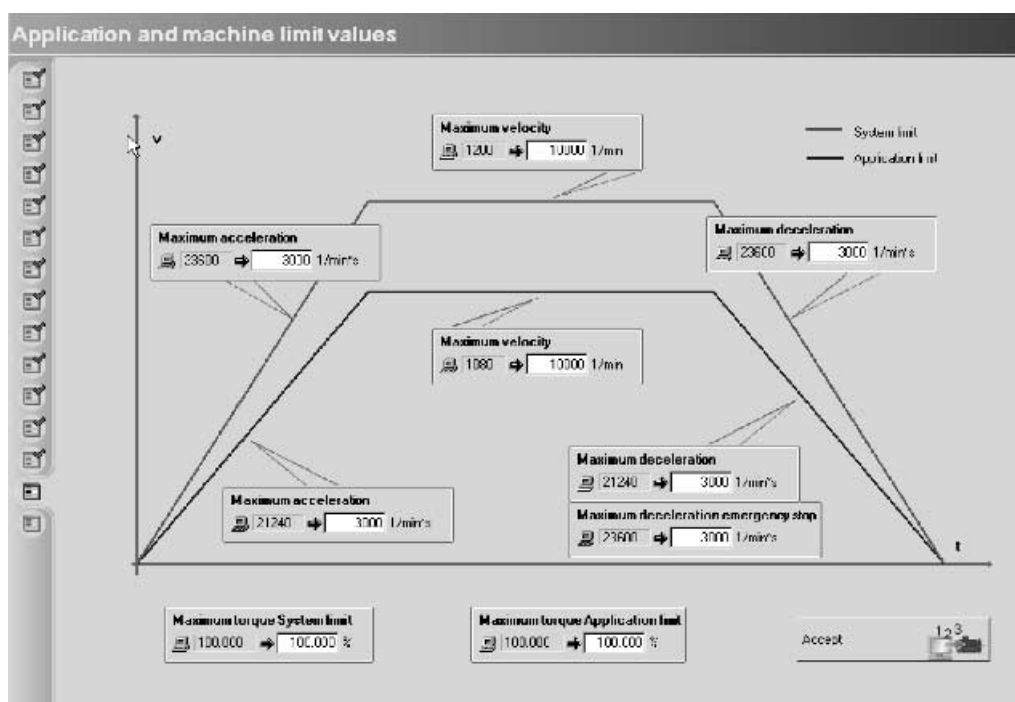 Application and machine limit values
v
Maximum velocity
1200 10000 1/min
System limit
Application limit
Maximum acceleration
23600 3000 1/min*s
Maximum deceleration
23600 3000 1/min*s
Maximum velocity
1080 10000 1/min
Maximum deceleration
21240 3000 1/min*s
Maximum acceleration
21240 3000 1/min*s
Maximum deceleration emergency stop
23600 3000 1/min*s
t
Maximum torque System limit
100.000 100.000 %
Maximum torque Application limit
100.000 100.000 %
Accept
123